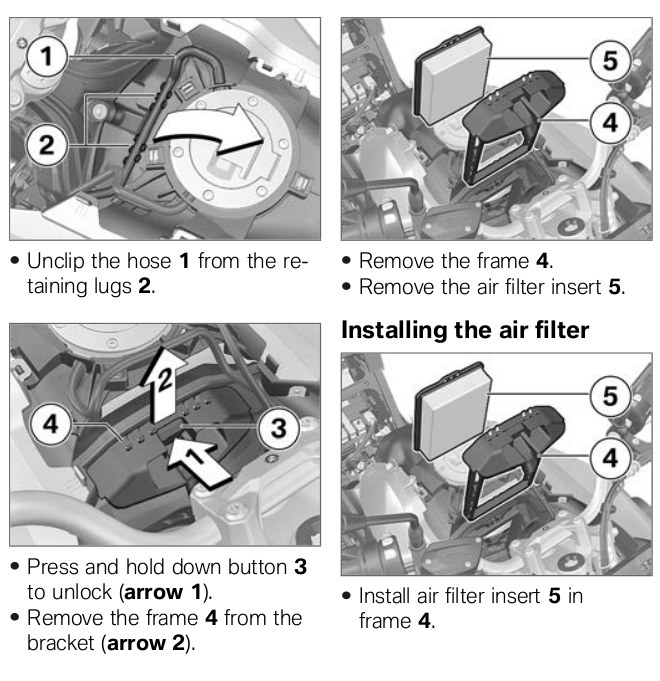 1
2
• Unclip the hose 1 from the re-
taining lugs 2.
2
4
3
1
• Press and hold down button 3
to unlock (arrow 1).
• Remove the frame 4 from the
bracket (arrow 2).
5
4
• Remove the frame 4.
• Remove the air filter insert 5.
Installing the air filter
5
4
• Install air filter insert 5 in
frame 4.